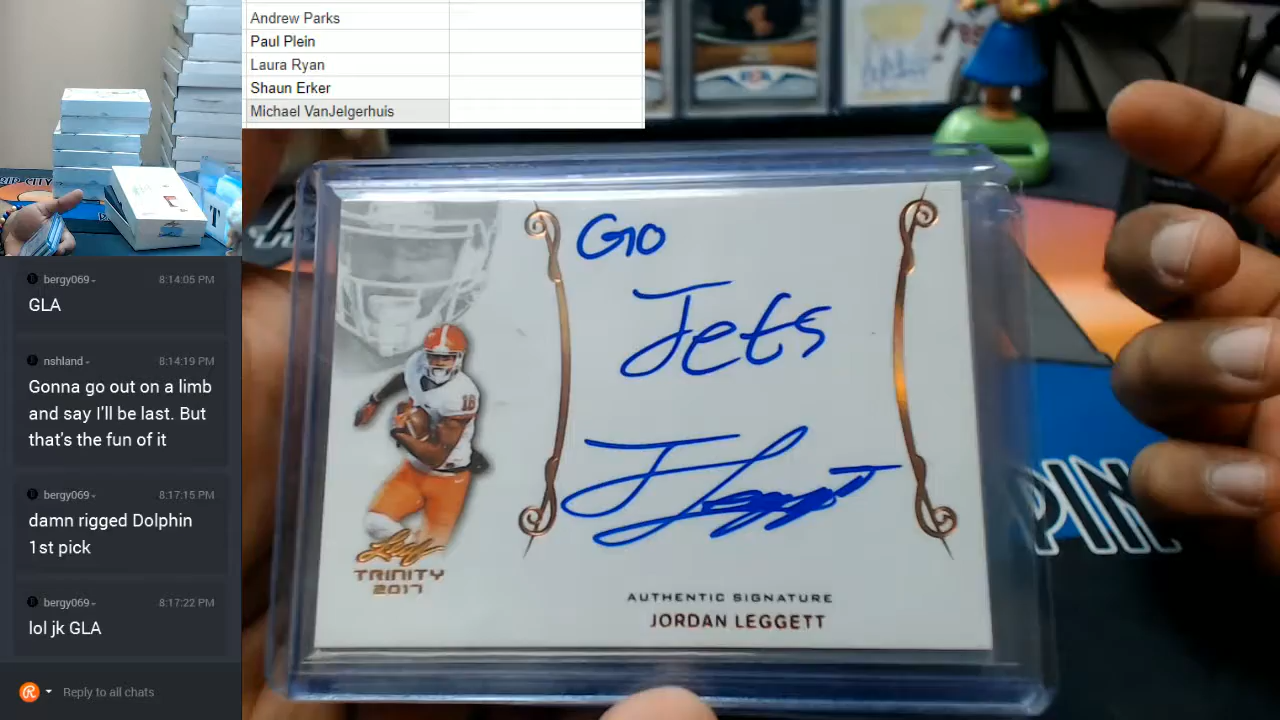 Andrew Parks
Paul Plein
Laura Ryan
Shaun Erker
Michael VanJelgerhuis
bergy069
8:14:05 PM
GLA
nshland
8:14:19 PM
Gonna go out on a limb
and say I'll be last. But
that's the fun of it
bergy069
8:17:15 PM
damn rigged Dolphin
1st pick
bergy069
8:17:22 PM
lol jk GLA
Reply to all chats
GO
Jets
J Leggett
18
Leaf
TRINITY
2017
AUTHENTIC SIGNATURE
JORDAN LEGGETT
PIN